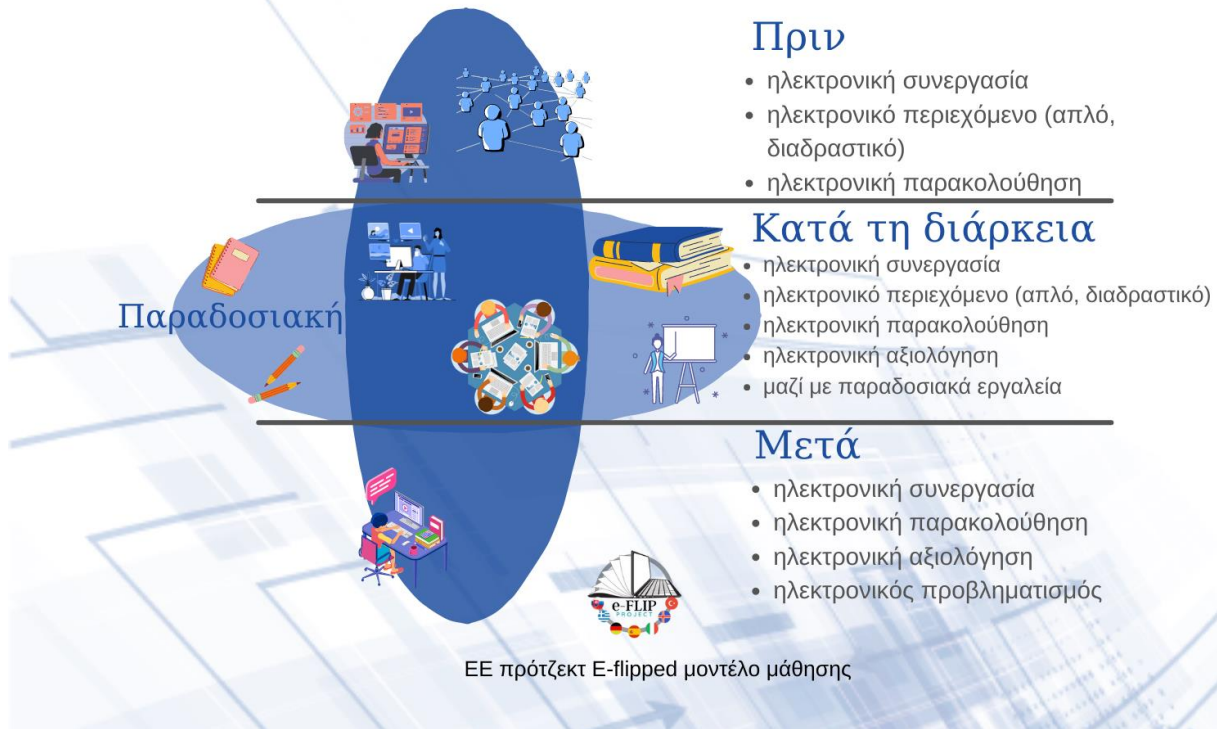 Πριν
• ηλεκτρονική συνεργασία
• ηλεκτρονικό περιεχόμενο (απλό,
διαδραστικό)
• ηλεκτρονική παρακολούθηση
Παραδοσιακή
Κατά τη διάρκεια
• ηλεκτρονική συνεργασία
• ηλεκτρονικό περιεχόμενο (απλό, διαδραστικό)
• ηλεκτρονική παρακολούθηση
• ηλεκτρονική αξιολόγηση
• μαζί με παραδοσιακά εργαλεία
Μετά
• ηλεκτρονική συνεργασία
• ηλεκτρονική παρακολούθηση
• ηλεκτρονική αξιολόγηση
• ηλεκτρονικός προβληματισμός
e-FLIP
PROJECT
ΕΕ πρότζεκτ E-flipped μοντέλο μάθησης